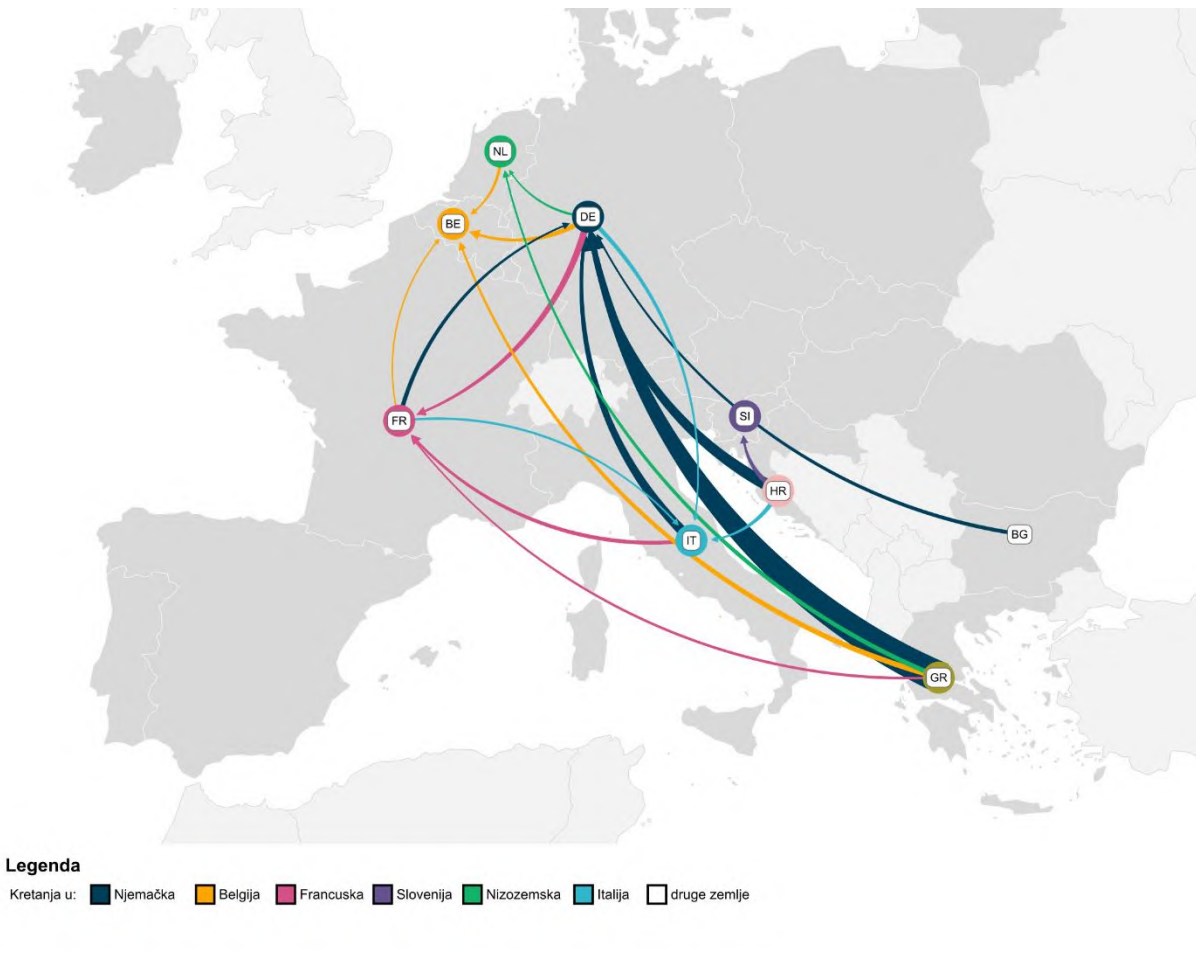 NL
BE
DE
FR
SI
HR
IT
BG
GR
Legenda
Kretanja u: Njemačka Belgija Francuska Slovenija Nizozemska Italija druge zemlje